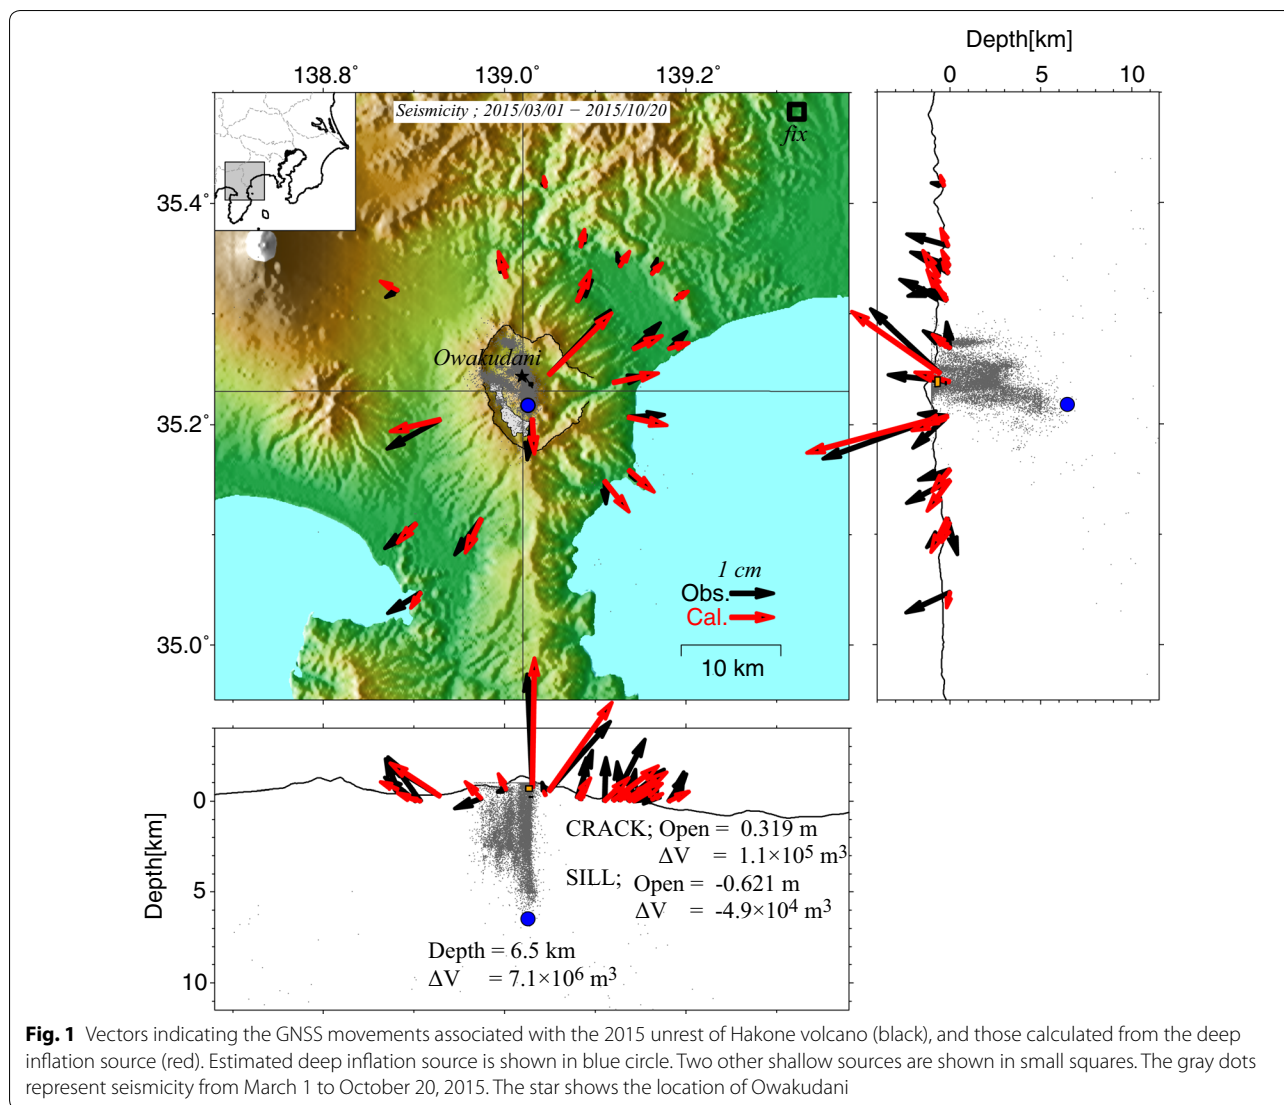 Depth[km]
138.8° 139.0° 139.2° 0 5 10
Seismicity ; 2015/03/01 − 2015/10/20
fix
35.4°
Owakudani
35.2°
1 cm
Obs.
Cal.
35.0°
10 km
0
CRACK; Open = 0.319 m
ΔV = 1.1×10⁵ m³
SILL; Open = -0.621 m
ΔV = -4.9×10⁴ m³
5
Depth[km]
Depth = 6.5 km
ΔV = 7.1×10⁶ m³
10
Fig. 1 Vectors indicating the GNSS movements associated with the 2015 unrest of Hakone volcano (black), and those calculated from the deep
inflation source (red). Estimated deep inflation source is shown in blue circle. Two other shallow sources are shown in small squares. The gray dots
represent seismicity from March 1 to October 20, 2015. The star shows the location of Owakudani